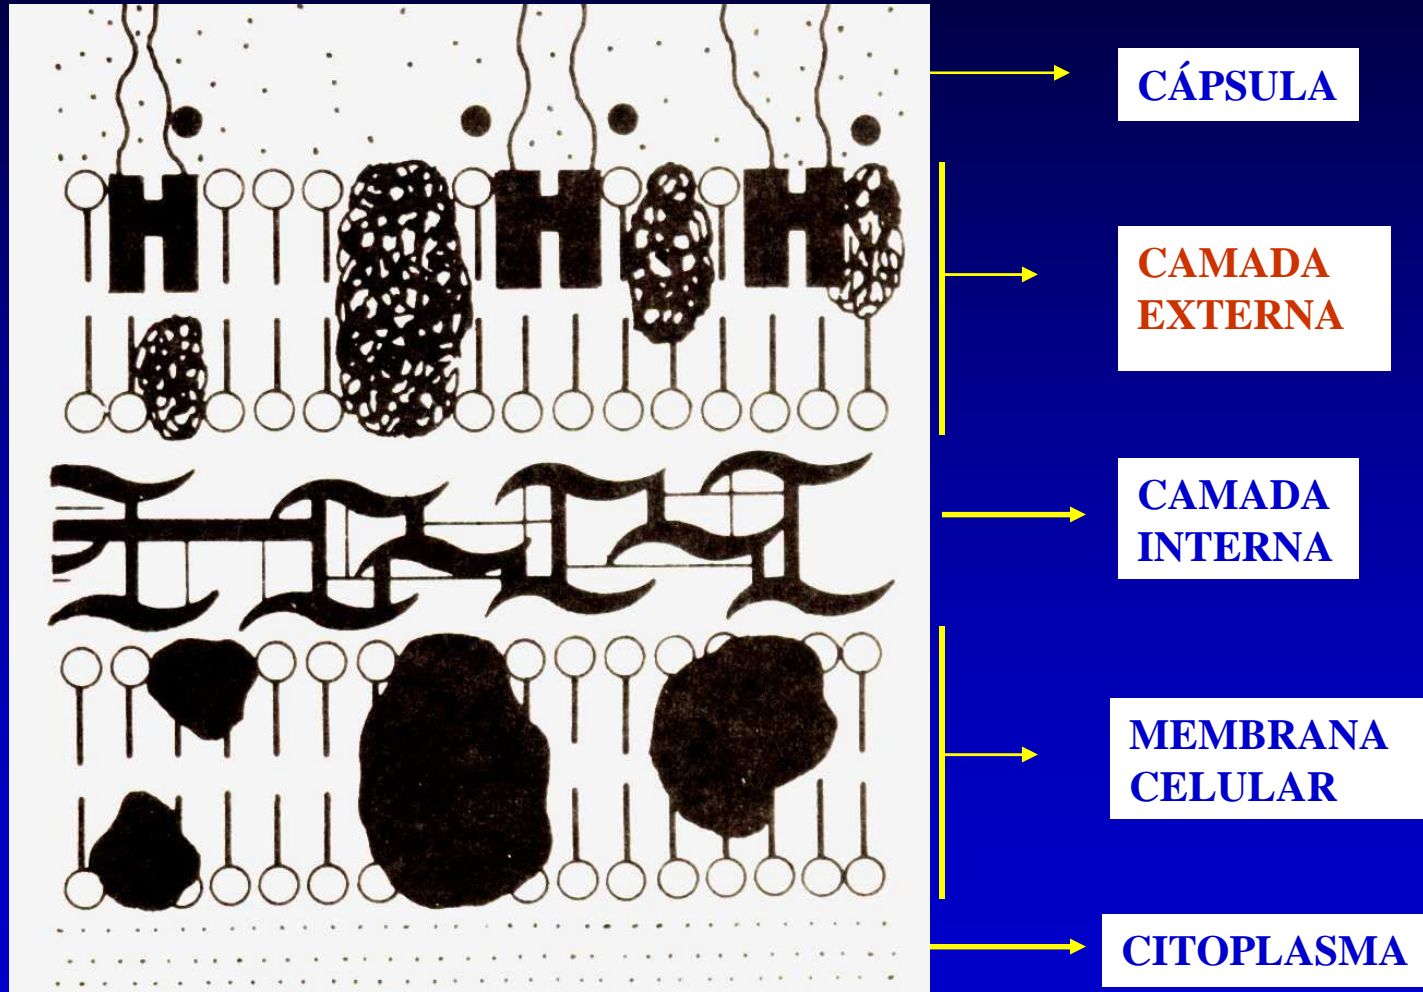 CÁPSULA
CAMADA
EXTERNA
CAMADA
INTERNA
MEMBRANA
CELULAR
CITOPLASMA